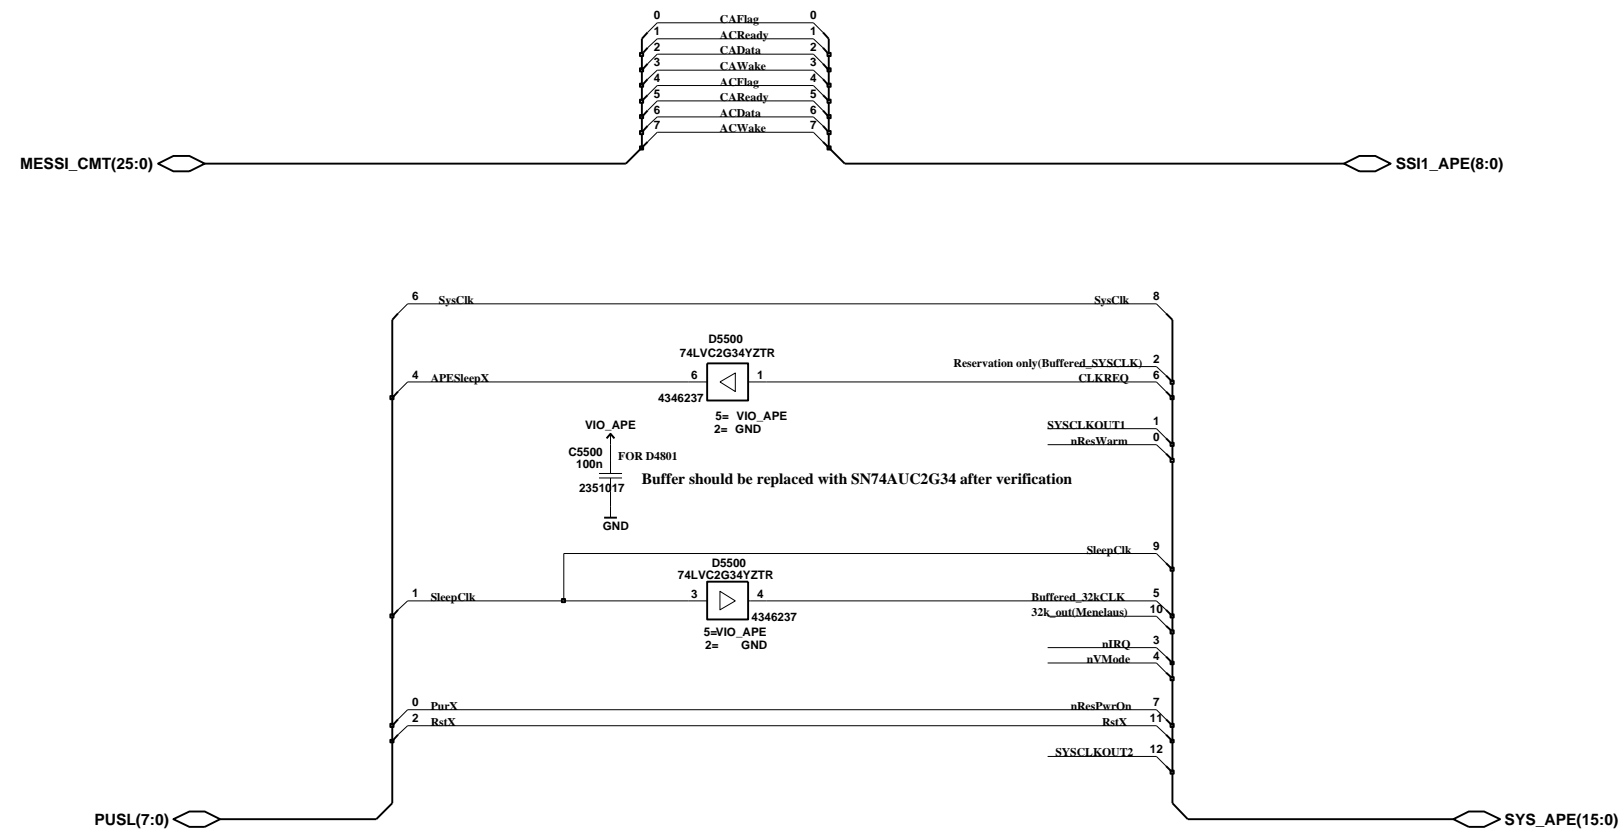 0 CAFlag 0
1 ACReady 1
2 CAData 2
3 CAWake 3
4 ACFlag 4
5 CAReady 5
6 ACData 6
7 ACWake 7
MESSI_CMT(25:0) SSI1_APE(8:0)
6 SysClk SysClk 8
D5500
74LVC2G34YZTR
Reservation only(Buffered_SYSCLK) 2
4 APESleepX 6 1 CLKREQ 6
4346237
5= VIO_APE
2= GND
SYSCLKOUT1 1
nResWarm 0
VIO_APE
C5500
100n
FOR D4801
2351017
GND
Buffer should be replaced with SN74AUC2G34 after verification
SleepClk 9
D5500
74LVC2G34YZTR
1 SleepClk 3 4 Buffered_32kCLK 5
4346237
32k_out(Menelaus) 10
5=VIO_APE
2= GND
nIRQ 3
nVMode 4
0 PurX nResPwrOn 7
2 RstX RstX 11
SYSCLKOUT2 12
PUSL(7:0) SYS_APE(15:0)